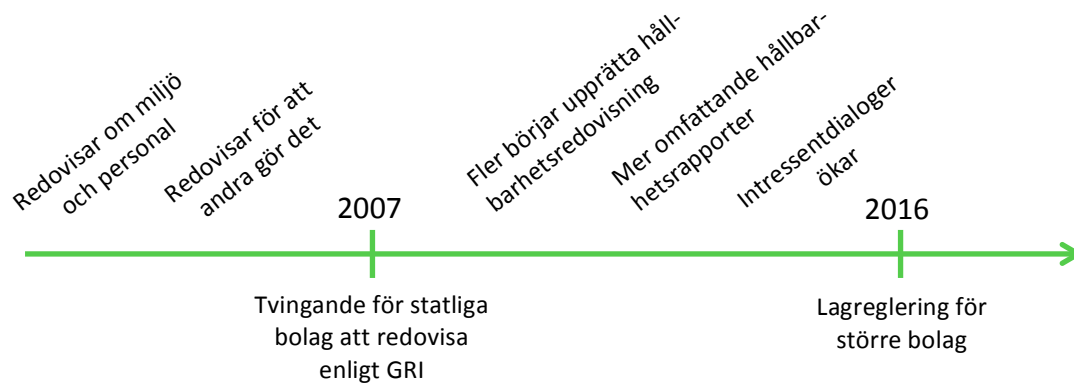 Redovisar om miljö
och personal
Redovisar för att
andra gör det
2007
Fler börjar upprätta håll-
barhetsredovisning
Mer omfattande hållbar-
hetsrapporter
Intressentdialoger
ökar
2016
Tvingande för statliga
bolag att redovisa
enligt GRI
Lagreglering för
större bolag